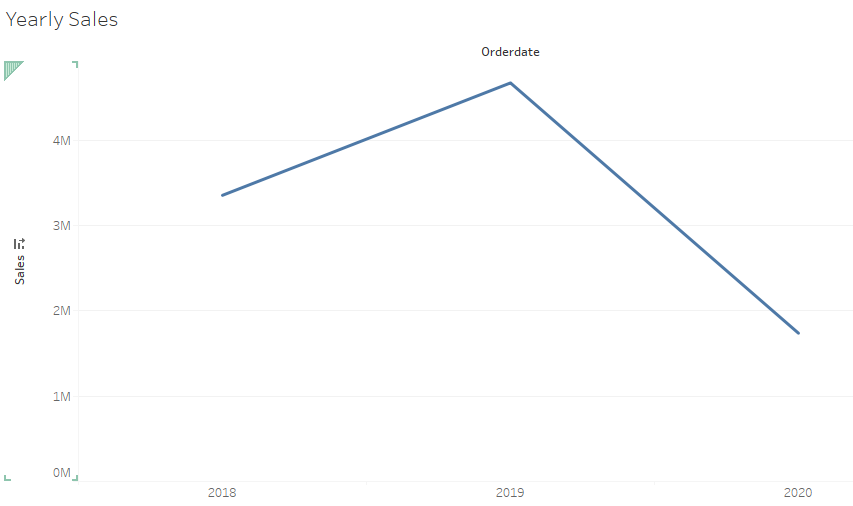 Yearly Sales
Orderdate
4M
3M
2M
1M
0M
Sales
2018
2019
2020